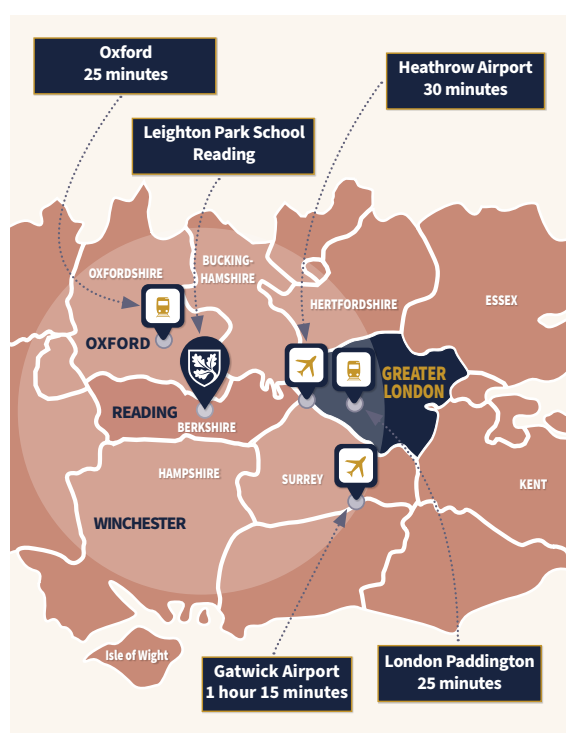 Oxford
25 minutes
Heathrow Airport
30 minutes
Leighton Park School
Reading
BUCKING-
HAMSHIRE
OXFORDSHIRE
HERTFORDSHIRE
ESSEX
OXFORD
GREATER
LONDON
READING
BERKSHIRE
HAMPSHIRE
SURREY
KENT
WINCHESTER
Isle of Wight
Gatwick Airport
1 hour 15 minutes
London Paddington
25 minutes